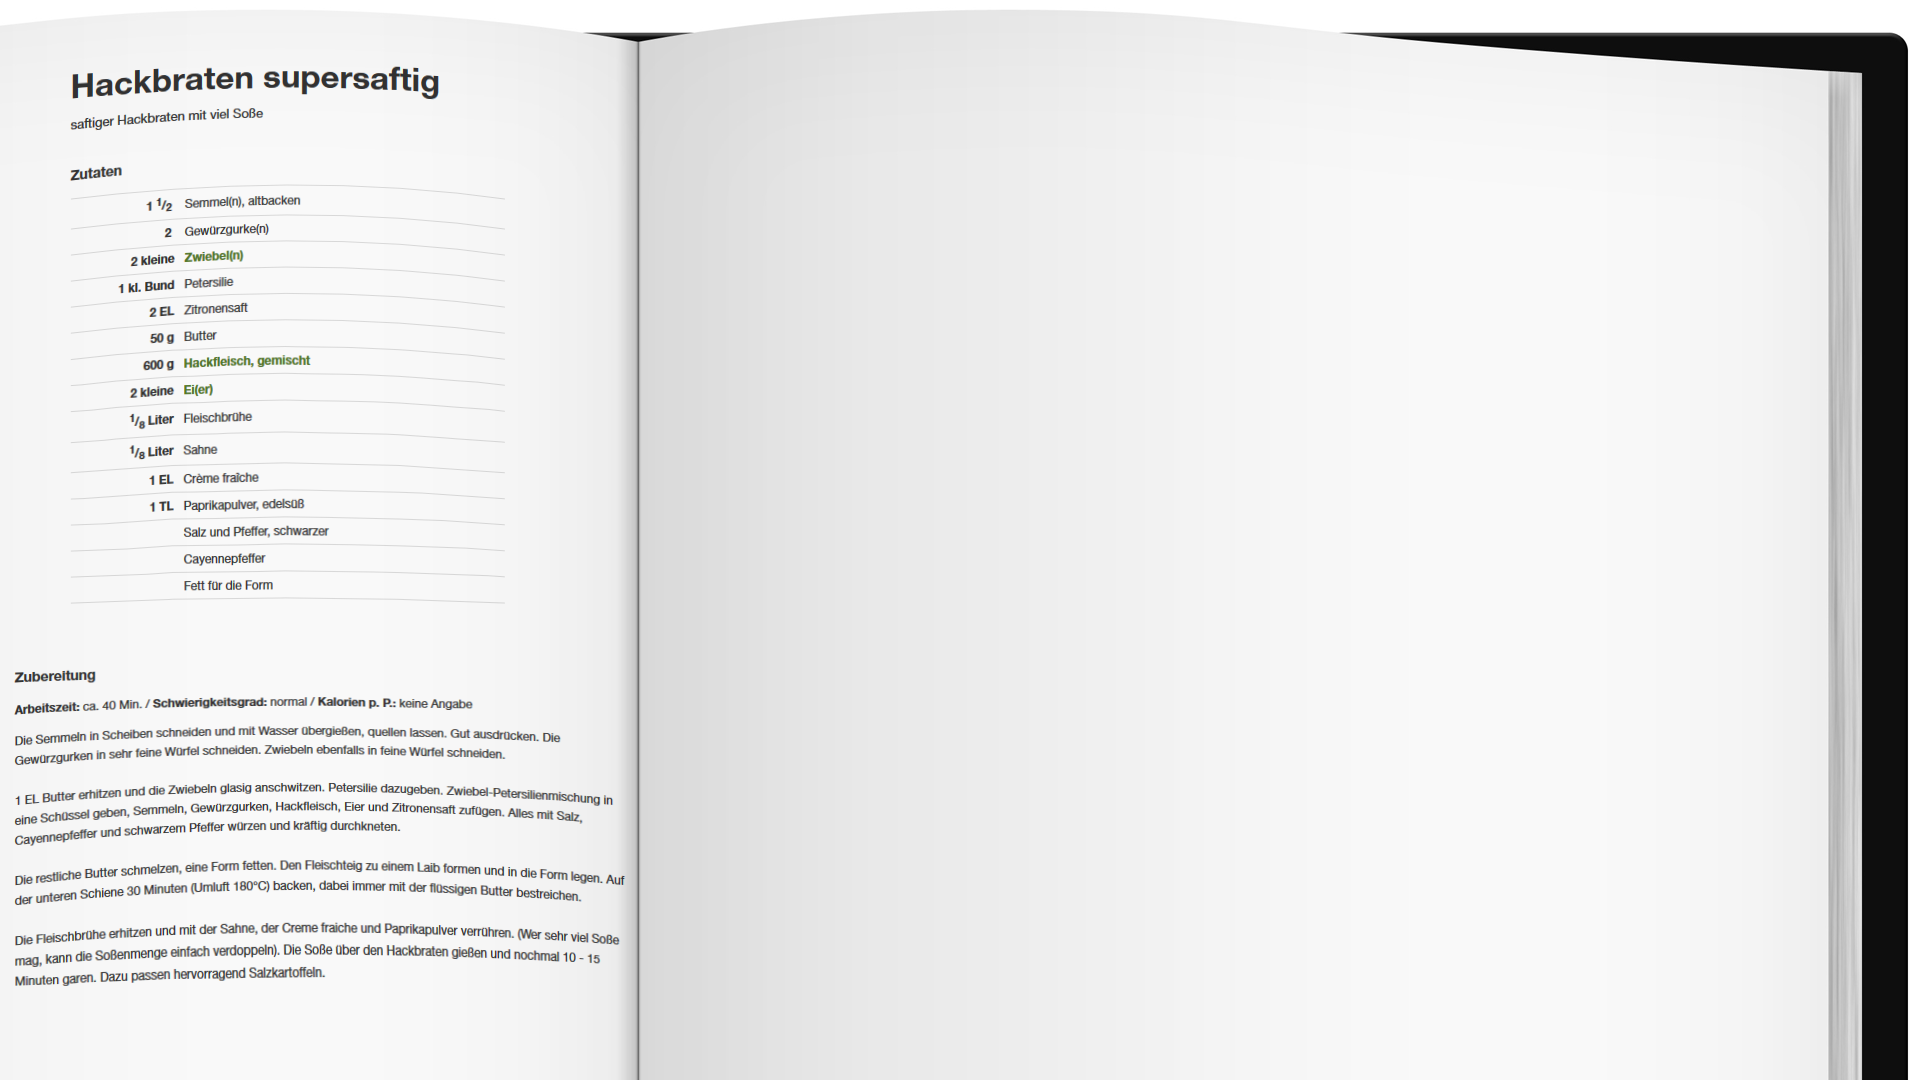 Hackbraten supersaftig
saftiger Hackbraten mit viel Soße
Zutaten
1 1/2 Semmel(n), altbacken
2 Gewürzgurke(n)
2 kleine Zwiebel(n)
1 kl. Bund Petersilie
2 EL Zitronensaft
50 g Butter
600 g Hackfleisch, gemischt
2 kleine Ei(er)
1/8 Liter Fleischbrühe
1/8 Liter Sahne
1 EL Crème fraîche
1 TL Paprikapulver, edelsüß
Salz und Pfeffer, schwarzer
Cayennepfeffer
Fett für die Form
Zubereitung
Arbeitszeit: ca. 40 Min. / Schwierigkeitsgrad: normal / Kalorien p. P.: keine Angabe
Die Semmeln in Scheiben schneiden und mit Wasser übergießen, quellen lassen. Gut ausdrücken. Die
Gewürzgurken in sehr feine Würfel schneiden. Zwiebeln ebenfalls in feine Würfel schneiden.
1 EL Butter erhitzen und die Zwiebeln glasig anschwitzen. Petersilie dazugeben. Zwiebel-Petersilienmischung in
eine Schüssel geben, Semmeln, Gewürzgurken, Hackfleisch, Eier und Zitronensaft zufügen. Alles mit Salz,
Cayennepfeffer und schwarzem Pfeffer würzen und kräftig durchkneten.
Die restliche Butter schmelzen, eine Form fetten. Den Fleischteig zu einem Laib formen und in die Form legen. Auf
der unteren Schiene 30 Minuten (Umluft 180°C) backen, dabei immer mit der flüssigen Butter bestreichen.
Die Fleischbrühe erhitzen und mit der Sahne, der Creme fraiche und Paprikapulver verrühren. (Wer sehr viel Soße
mag, kann die Soßenmenge einfach verdoppeln). Die Soße über den Hackbraten gießen und nochmal 10 - 15
Minuten garen. Dazu passen hervorragend Salzkartoffeln.